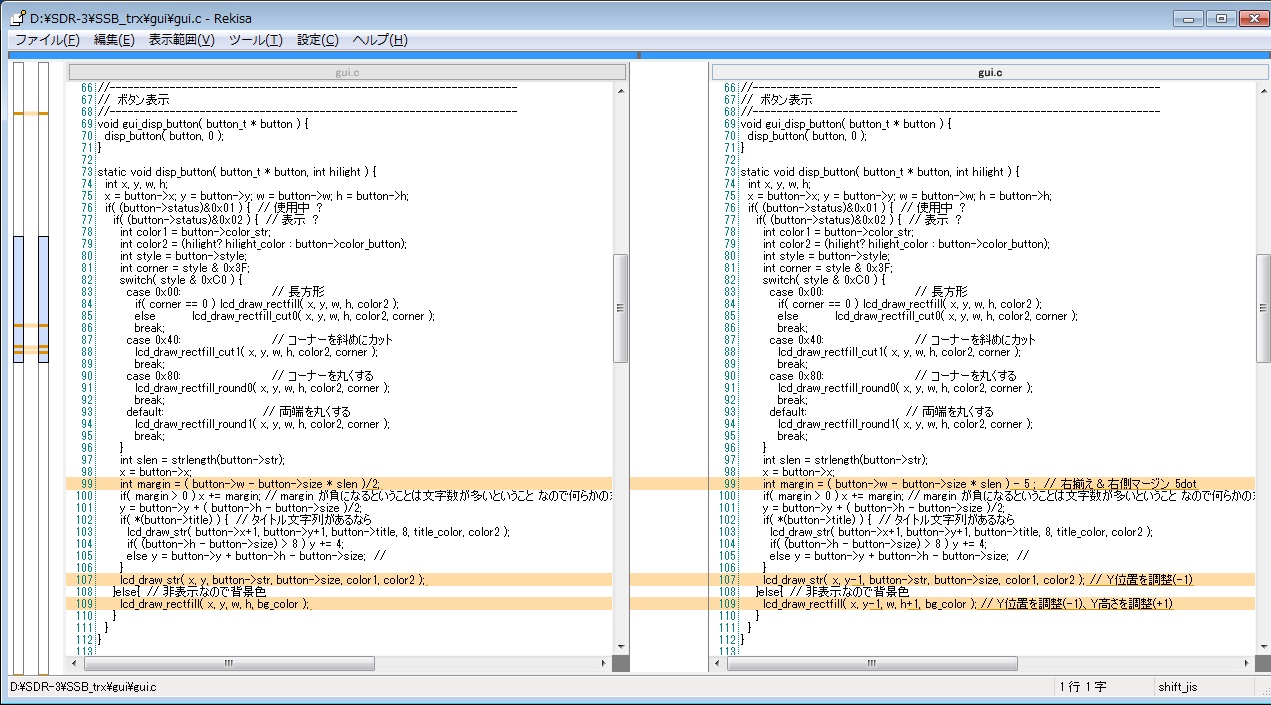 D:¥SDR-3¥SSB_trx¥gui¥gui.c - Rekisa
ファイル(F) 編集(E) 表示範囲(V) ツール(T) 設定(C) ヘルプ(H)
gui.c
66 //------------------------------------------------------------------
67 // ボタン表示
68 //------------------------------------------------------------------
69 void gui_disp_button( button_t * button ) {
70 disp_button( button, 0 );
71 }
72
73 static void disp_button( button_t * button, int hilight ) {
74 int x, y, w, h;
75 x = button->x; y = button->y; w = button->w; h = button->h;
76 if( (button->status)&0x01 ) { // 使用中 ?
77 if( (button->status)&0x02 ) { // 表示 ?
78 int color1 = button->color_str;
79 int color2 = (hilight? hilight_color : button->color_button);
80 int style = button->style;
81 int corner = style & 0x3F;
82 switch( style & 0xC0 ) {
83 case 0x00: // 長方形
84 if( corner == 0 ) lcd_draw_rectfill( x, y, w, h, color2 );
85 else lcd_draw_rectfill_cut0( x, y, w, h, color2, corner );
86 break;
87 case 0x40: // コーナーを斜めにカット
88 lcd_draw_rectfill_cut1( x, y, w, h, color2, corner );
89 break;
90 case 0x80: // コーナーを丸くする
91 lcd_draw_rectfill_round0( x, y, w, h, color2, corner );
92 break;
93 default: // 両端を丸くする
94 lcd_draw_rectfill_round1( x, y, w, h, color2, corner );
95 break;
96 }
97 int slen = strlength(button->str);
98 x = button->x;
99 int margin = ( button->w - button->size * slen )/2;
100 if( margin > 0 ) x += margin; // margin が負になるということは文字数が多いということ なので何らかの
101 y = button->y + ( button->h - button->size )/2;
102 if( *(button->title) ) { // タイトル文字列があるなら
103 lcd_draw_str( button->x+1, button->y+1, button->title, 8, title_color, color2 );
104 if( (button->h - button->size) > 8 ) y += 4;
105 else y = button->y + button->h - button->size; //
106 }
107 lcd_draw_str( x, y, button->str, button->size, color1, color2 );
108 }else{ // 非表示なので背景色
109 lcd_draw_rectfill( x, y, w, h, bg_color );
110 }
111 }
112 }
113
gui.c
66 //------------------------------------------------------------------
67 // ボタン表示
68 //------------------------------------------------------------------
69 void gui_disp_button( button_t * button ) {
70 disp_button( button, 0 );
71 }
72
73 static void disp_button( button_t * button, int hilight ) {
74 int x, y, w, h;
75 x = button->x; y = button->y; w = button->w; h = button->h;
76 if( (button->status)&0x01 ) { // 使用中 ?
77 if( (button->status)&0x02 ) { // 表示 ?
78 int color1 = button->color_str;
79 int color2 = (hilight? hilight_color : button->color_button);
80 int style = button->style;
81 int corner = style & 0x3F;
82 switch( style & 0xC0 ) {
83 case 0x00: // 長方形
84 if( corner == 0 ) lcd_draw_rectfill( x, y, w, h, color2 );
85 else lcd_draw_rectfill_cut0( x, y, w, h, color2, corner );
86 break;
87 case 0x40: // コーナーを斜めにカット
88 lcd_draw_rectfill_cut1( x, y, w, h, color2, corner );
89 break;
90 case 0x80: // コーナーを丸くする
91 lcd_draw_rectfill_round0( x, y, w, h, color2, corner );
92 break;
93 default: // 両端を丸くする
94 lcd_draw_rectfill_round1( x, y, w, h, color2, corner );
95 break;
96 }
97 int slen = strlength(button->str);
98 x = button->x;
99 int margin = ( button->w - button->size * slen ) - 5 ; // 右揃え & 右側マージン 5dot
100 if( margin > 0 ) x += margin; // margin が負になるということは文字数が多いということ なので何らかの
101 y = button->y + ( button->h - button->size )/2;
102 if( *(button->title) ) { // タイトル文字列があるなら
103 lcd_draw_str( button->x+1, button->y+1, button->title, 8, title_color, color2 );
104 if( (button->h - button->size) > 8 ) y += 4;
105 else y = button->y + button->h - button->size; //
106 }
107 lcd_draw_str( x, y-1, button->str, button->size, color1, color2 ); // Y位置を調整(-1)
108 }else{ // 非表示なので背景色
109 lcd_draw_rectfill( x, y-1, w, h+1, bg_color ); // Y位置を調整(-1)、Y高さを調整(+1)
110 }
111 }
112 }
113
D:¥SDR-3¥SSB_trx¥gui¥gui.c
1 行 1 字
shift_jis